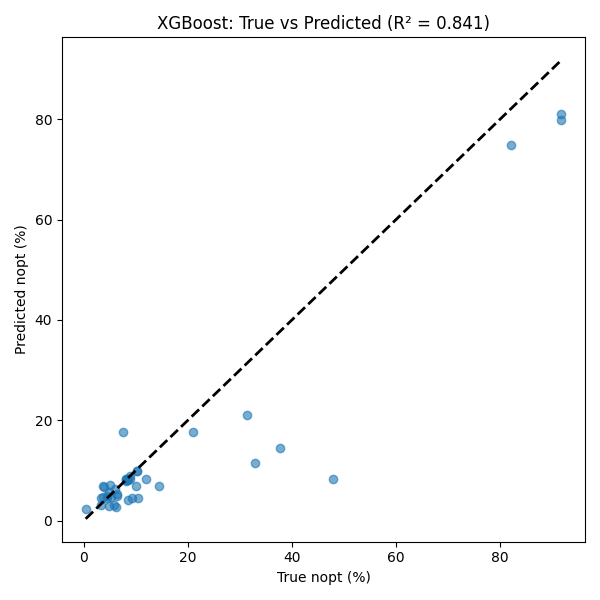 XGBoost: True vs Predicted (R² = 0.841)
Predicted nopt (%)
80
60
40
20
0
0 20 40 60 80
True nopt (%)